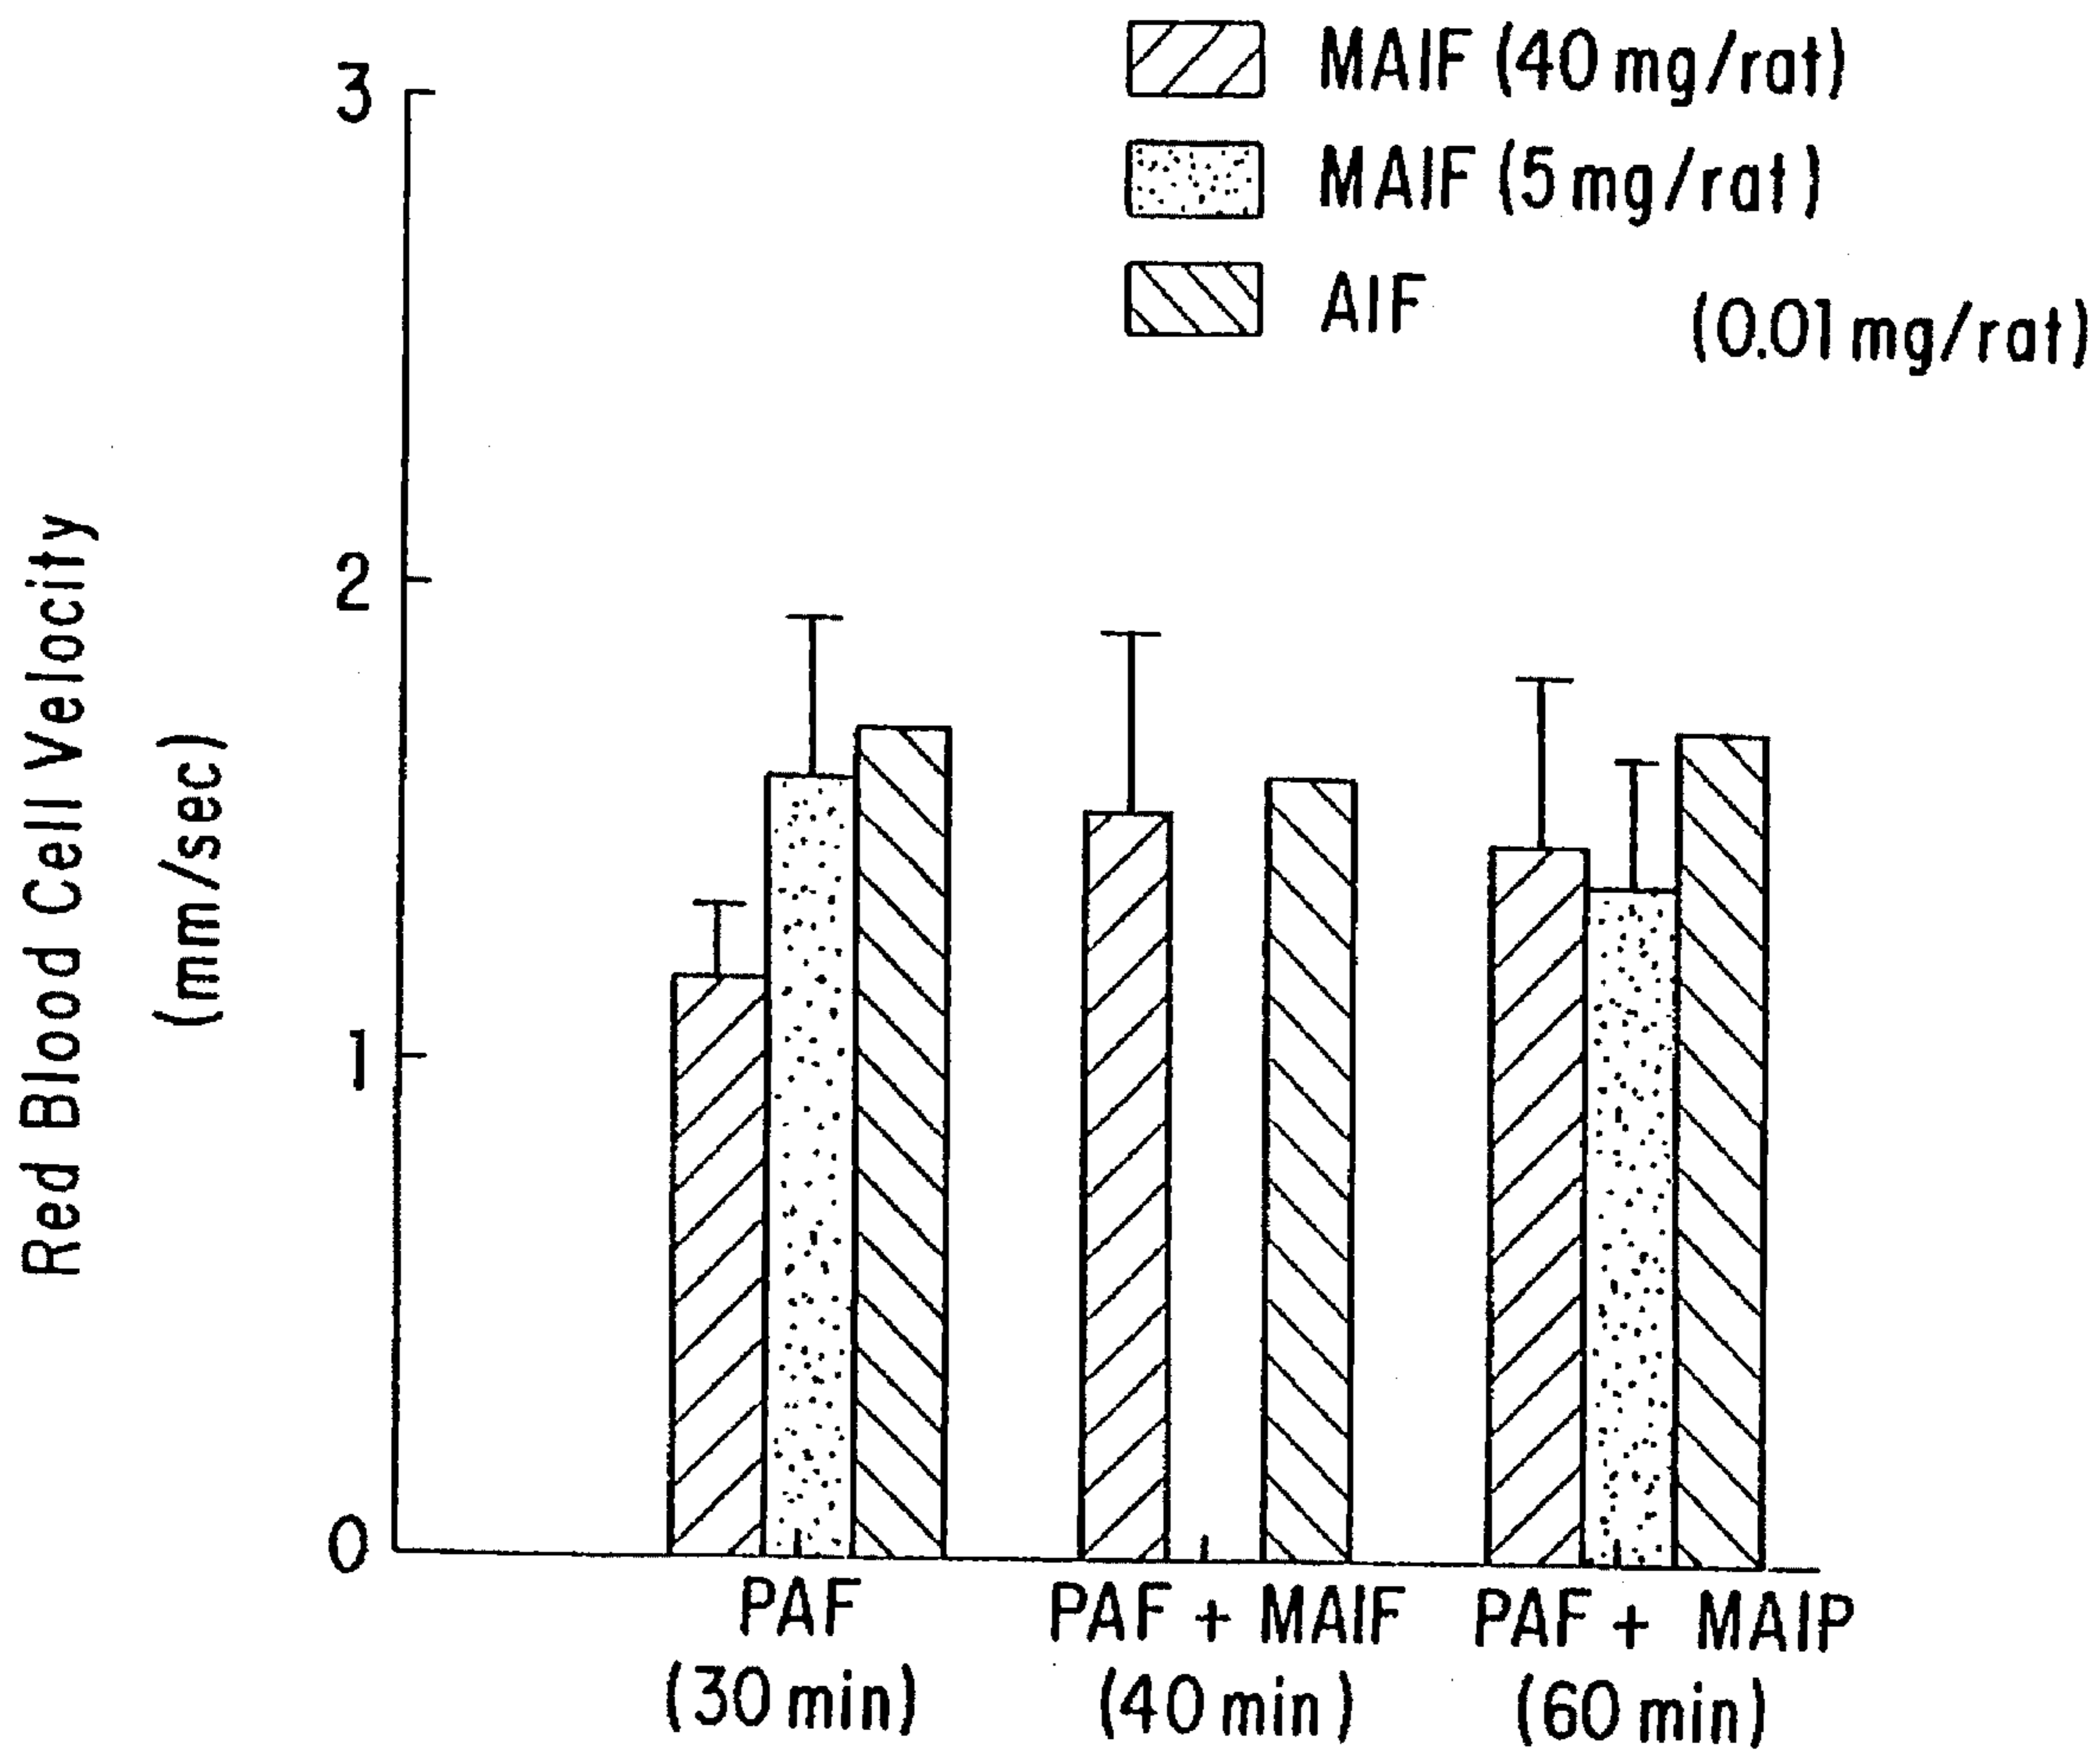 MAIF (40 mg/rat)
MAIF (5 mg/rat)
AIF (0.01 mg/rat)
3
2
1
0
Red Blood Cell Velocity
(mm/sec)
PAF PAF + MAIF PAF + MAIP
(30 min) (40 min) (60 min)